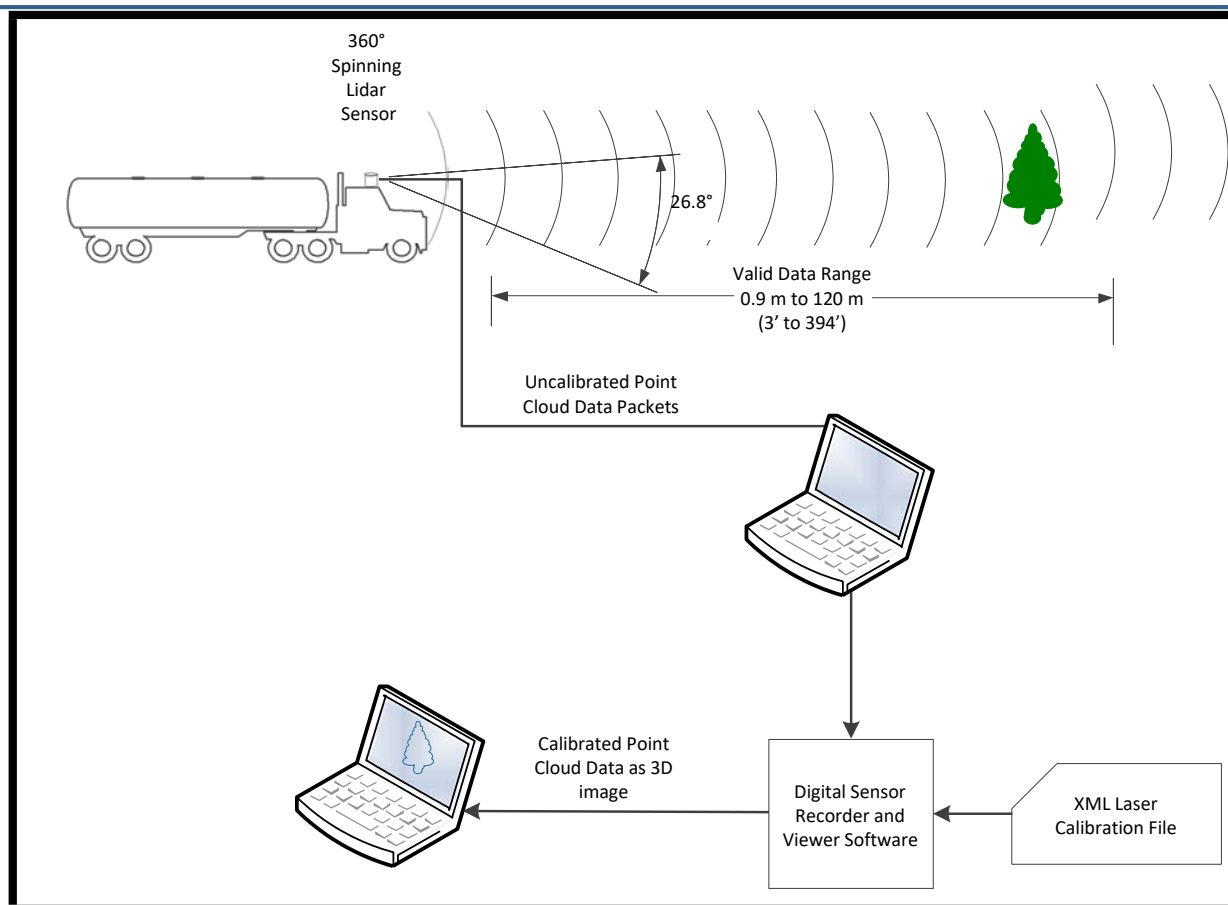 360°
Spinning
Lidar
Sensor
26.8°
Valid Data Range
0.9 m to 120 m
(3’ to 394’)
Uncalibrated Point
Cloud Data Packets
Calibrated Point
Cloud Data as 3D
image
Digital Sensor
Recorder and
Viewer Software
XML Laser
Calibration File